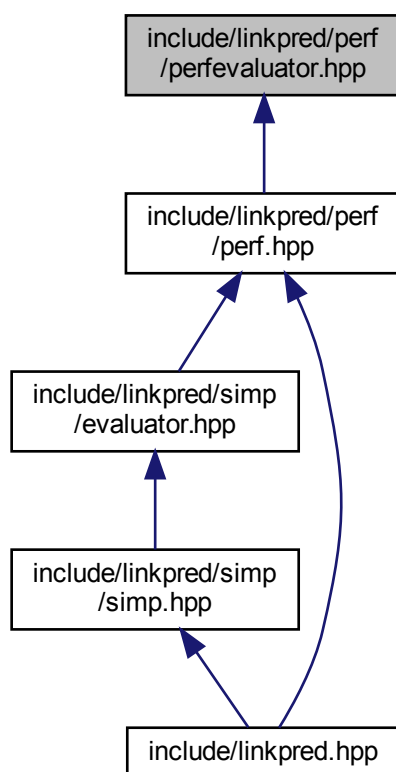 include/linkpred/perf
/perfevaluator.hpp
include/linkpred/perf
/perf.hpp
include/linkpred/simp
/evaluator.hpp
include/linkpred/simp
/simp.hpp
include/linkpred.hpp